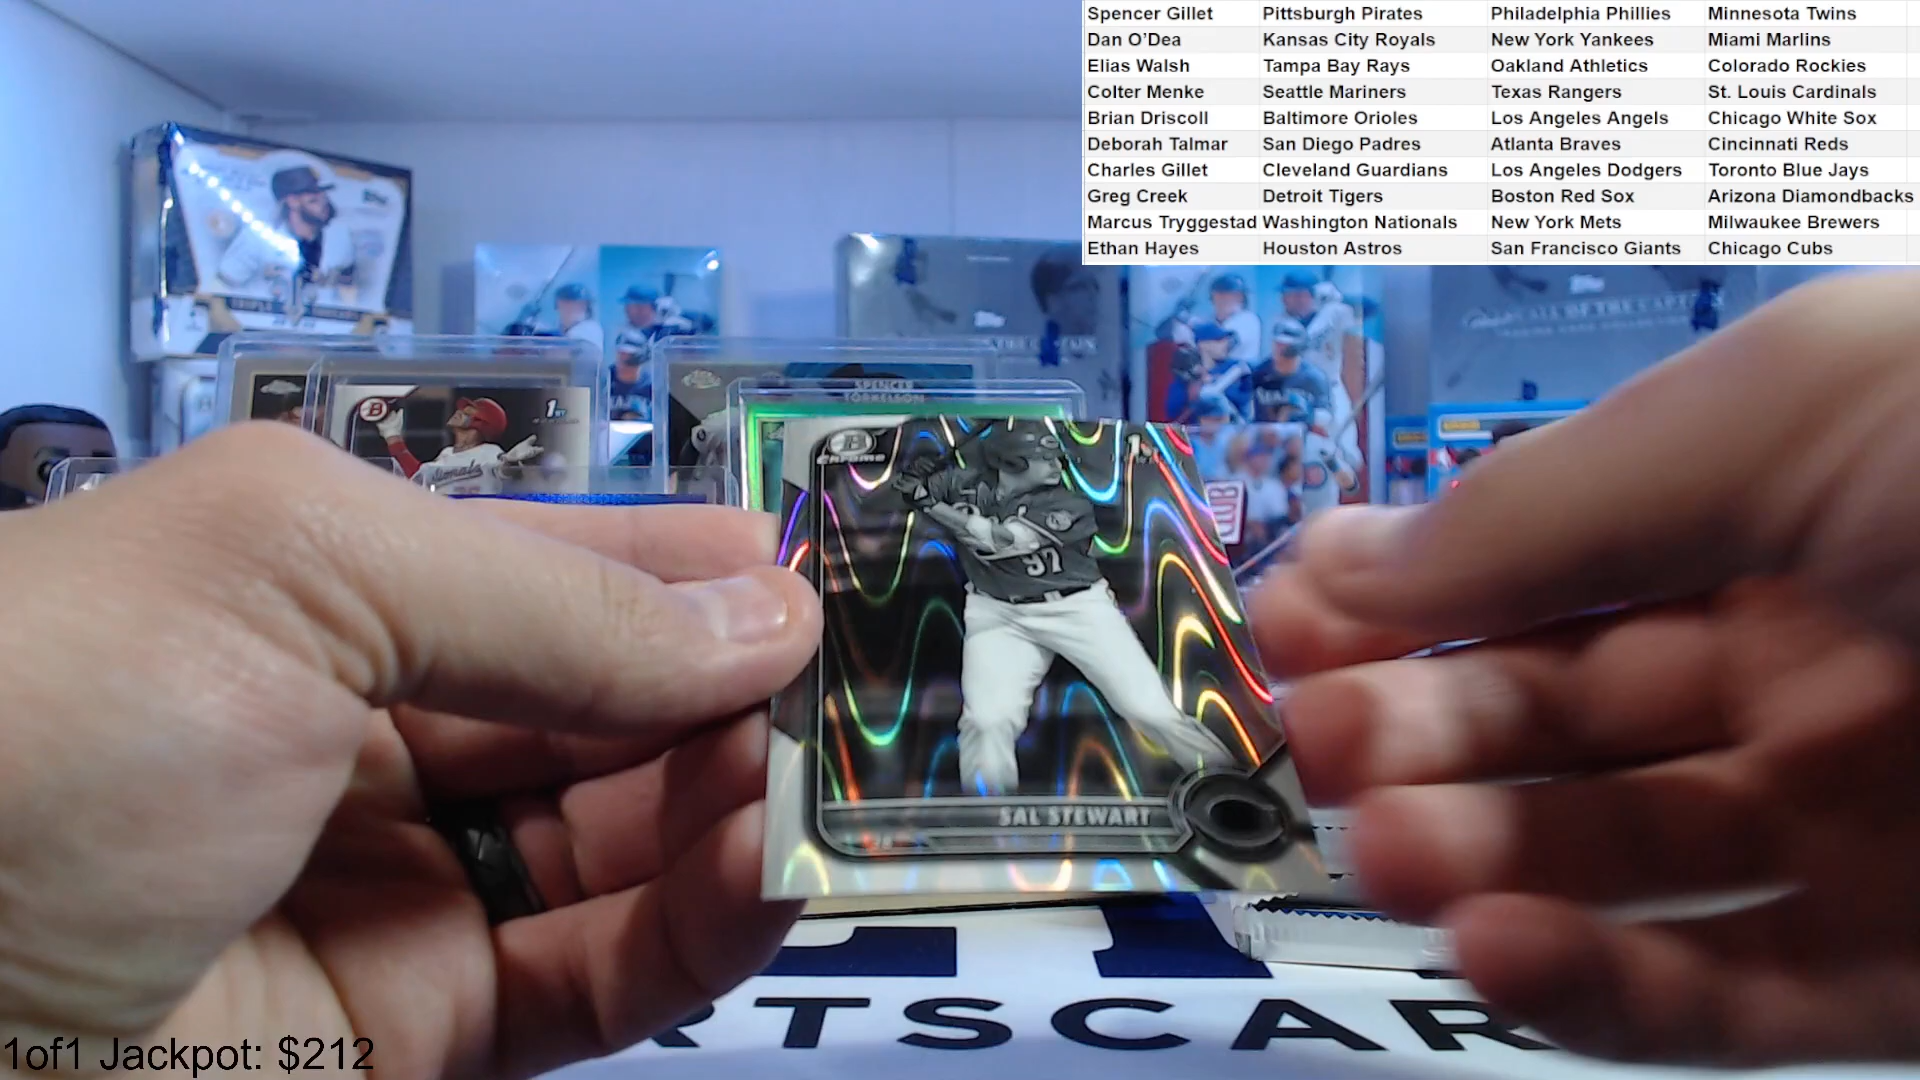 Spencer Gillet Pittsburgh Pirates Philadelphia Phillies Minnesota Twins
Dan O'Dea Kansas City Royals New York Yankees Miami Marlins
Elias Walsh Tampa Bay Rays Oakland Athletics Colorado Rockies
Colter Menke Seattle Mariners Texas Rangers St. Louis Cardinals
Brian Driscoll Baltimore Orioles Los Angeles Angels Chicago White Sox
Deborah Talmar San Diego Padres Atlanta Braves Cincinnati Reds
Charles Gillet Cleveland Guardians Los Angeles Dodgers Toronto Blue Jays
Greg Creek Detroit Tigers Boston Red Sox Arizona Diamondbacks
Marcus Tryggestad Washington Nationals New York Mets Milwaukee Brewers
Ethan Hayes Houston Astros San Francisco Giants Chicago Cubs
topps
topps
1ST
B
SPENCER
TORKELSON
B
CHROME
97
SAL STEWART
C
RTSCAR
1of1 Jackpot: $212